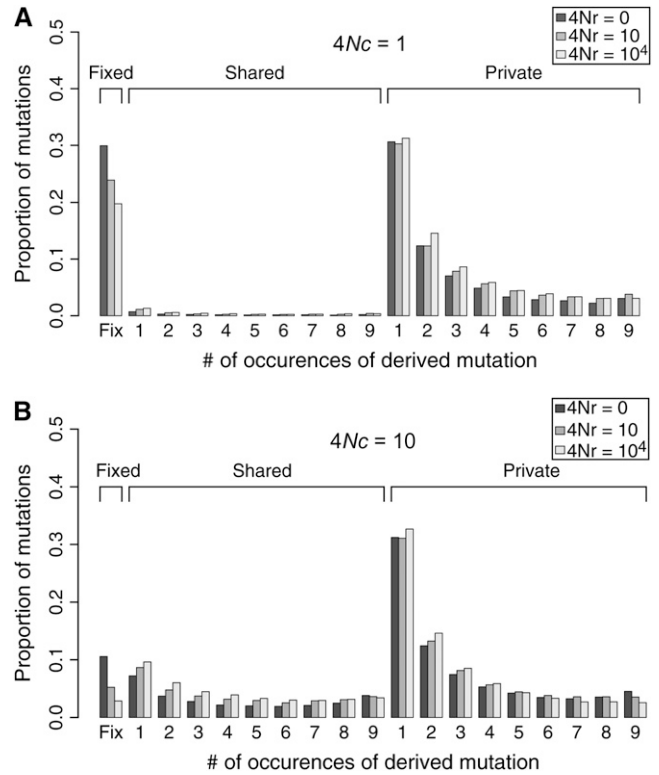 A
4Nc = 1
4Nr = 0
4Nr = 10
4Nr = 10⁴
Fixed
Shared
Private
Proportion of mutations
0.5
0.4
0.3
0.2
0.1
0.0
Fix 1 2 3 4 5 6 7 8 9 1 2 3 4 5 6 7 8 9
# of occurences of derived mutation
B
4Nc = 10
4Nr = 0
4Nr = 10
4Nr = 10⁴
Fixed
Shared
Private
Proportion of mutations
0.5
0.4
0.3
0.2
0.1
0.0
Fix 1 2 3 4 5 6 7 8 9 1 2 3 4 5 6 7 8 9
# of occurences of derived mutation